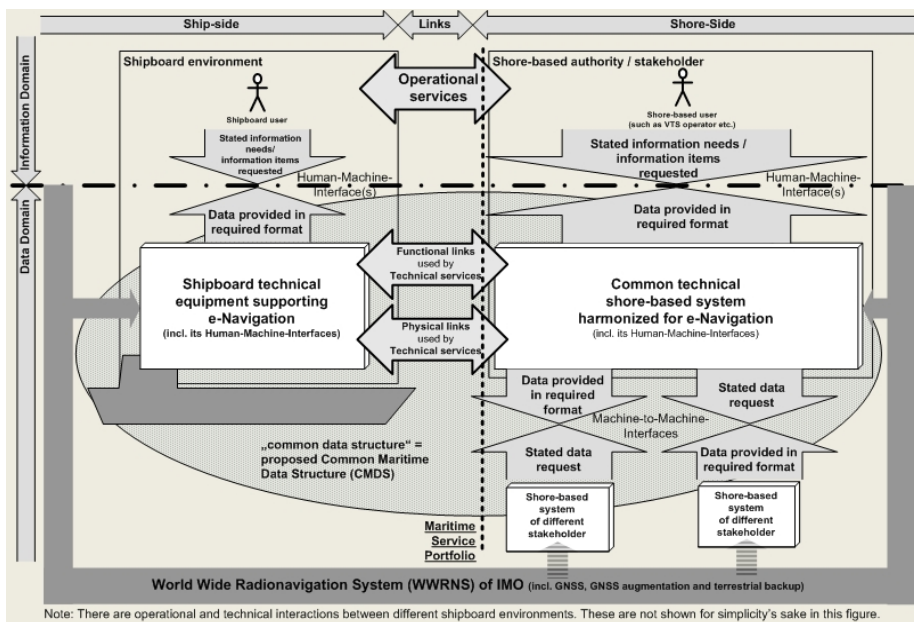 Ship-side
Links
Shore-Side
Information Domain
Data Domain
Shipboard environment
Shipboard user
Stated information
needs/
information items
requested
Human-Machine-
Interface(s)
Data provided in
required format
Operational
services
Shore-based authority / stakeholder
Shore-based user
(such as VTS operator etc.)
Stated information needs /
information items
requested
Human-Machine-
Interface(s)
Data provided in
required format
Shipboard technical
equipment supporting
e-Navigation
(incl. its Human-Machine-Interfaces)
Functional links
used by
Technical services
Physical links
used by
Technical services
Common technical
shore-based system
harmonized for e-Navigation
(incl. its Human-Machine-Interfaces)
Data provided
in required
format
Stated data
request
Machine-to-Machine-
Interfaces
Stated data
request
Data provided in
required format
„common data structure“ =
proposed Common Maritime
Data Structure (CMDS)
Shore-based
system
of different
stakeholder
Shore-based
system
of different
stakeholder
Maritime
Service
Portfolio
World Wide Radionavigation System (WWRNS) of IMO (incl. GNSS, GNSS augmentation and terrestrial backup)
Note: There are operational and technical interactions between different shipboard environments. These are not shown for simplicity's sake in this figure.